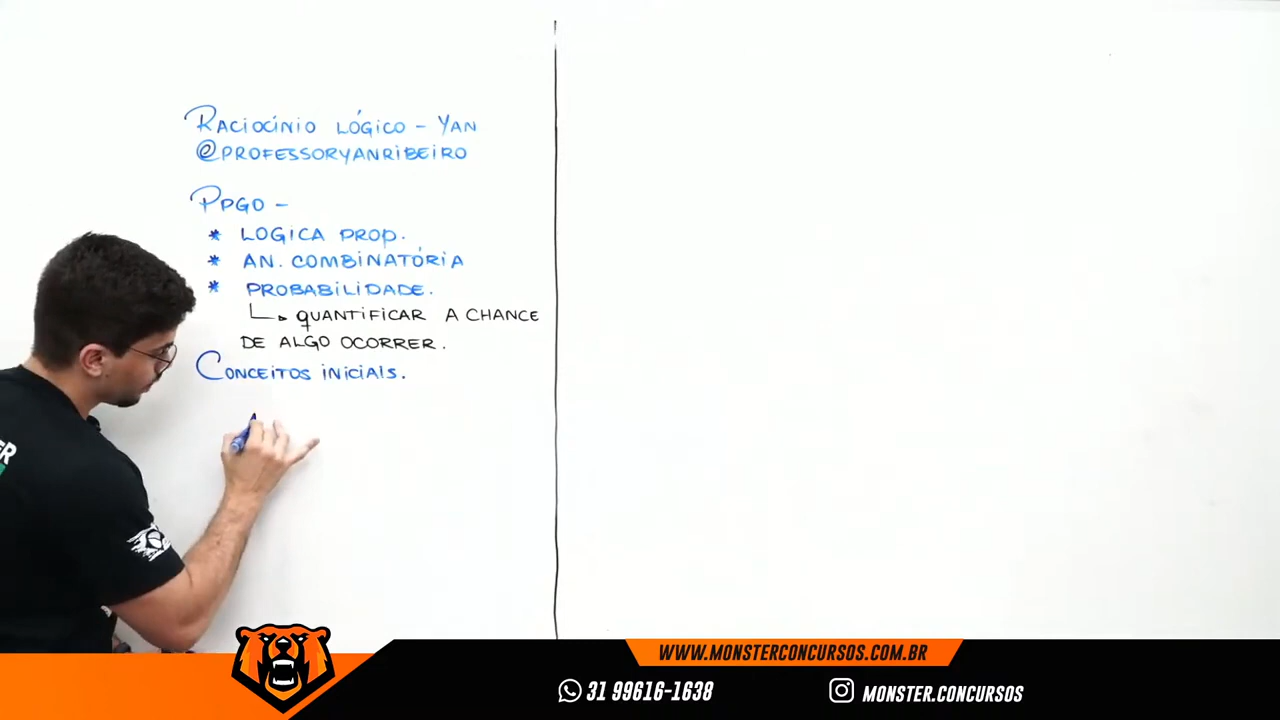 Raciocínio lógico - Yan
@professoryanribeiro
PPGO -
* LOGICA PROP.
* AN. COMBINATÓRIA
* PROBABILIDADE.
QUANTIFICAR A CHANCE
DE ALGO OCORRER.
Conceitos iniciais.
WWW.MONSTERCONCURSOS.COM.BR
31 99616-1638
MONSTER.CONCURSOS